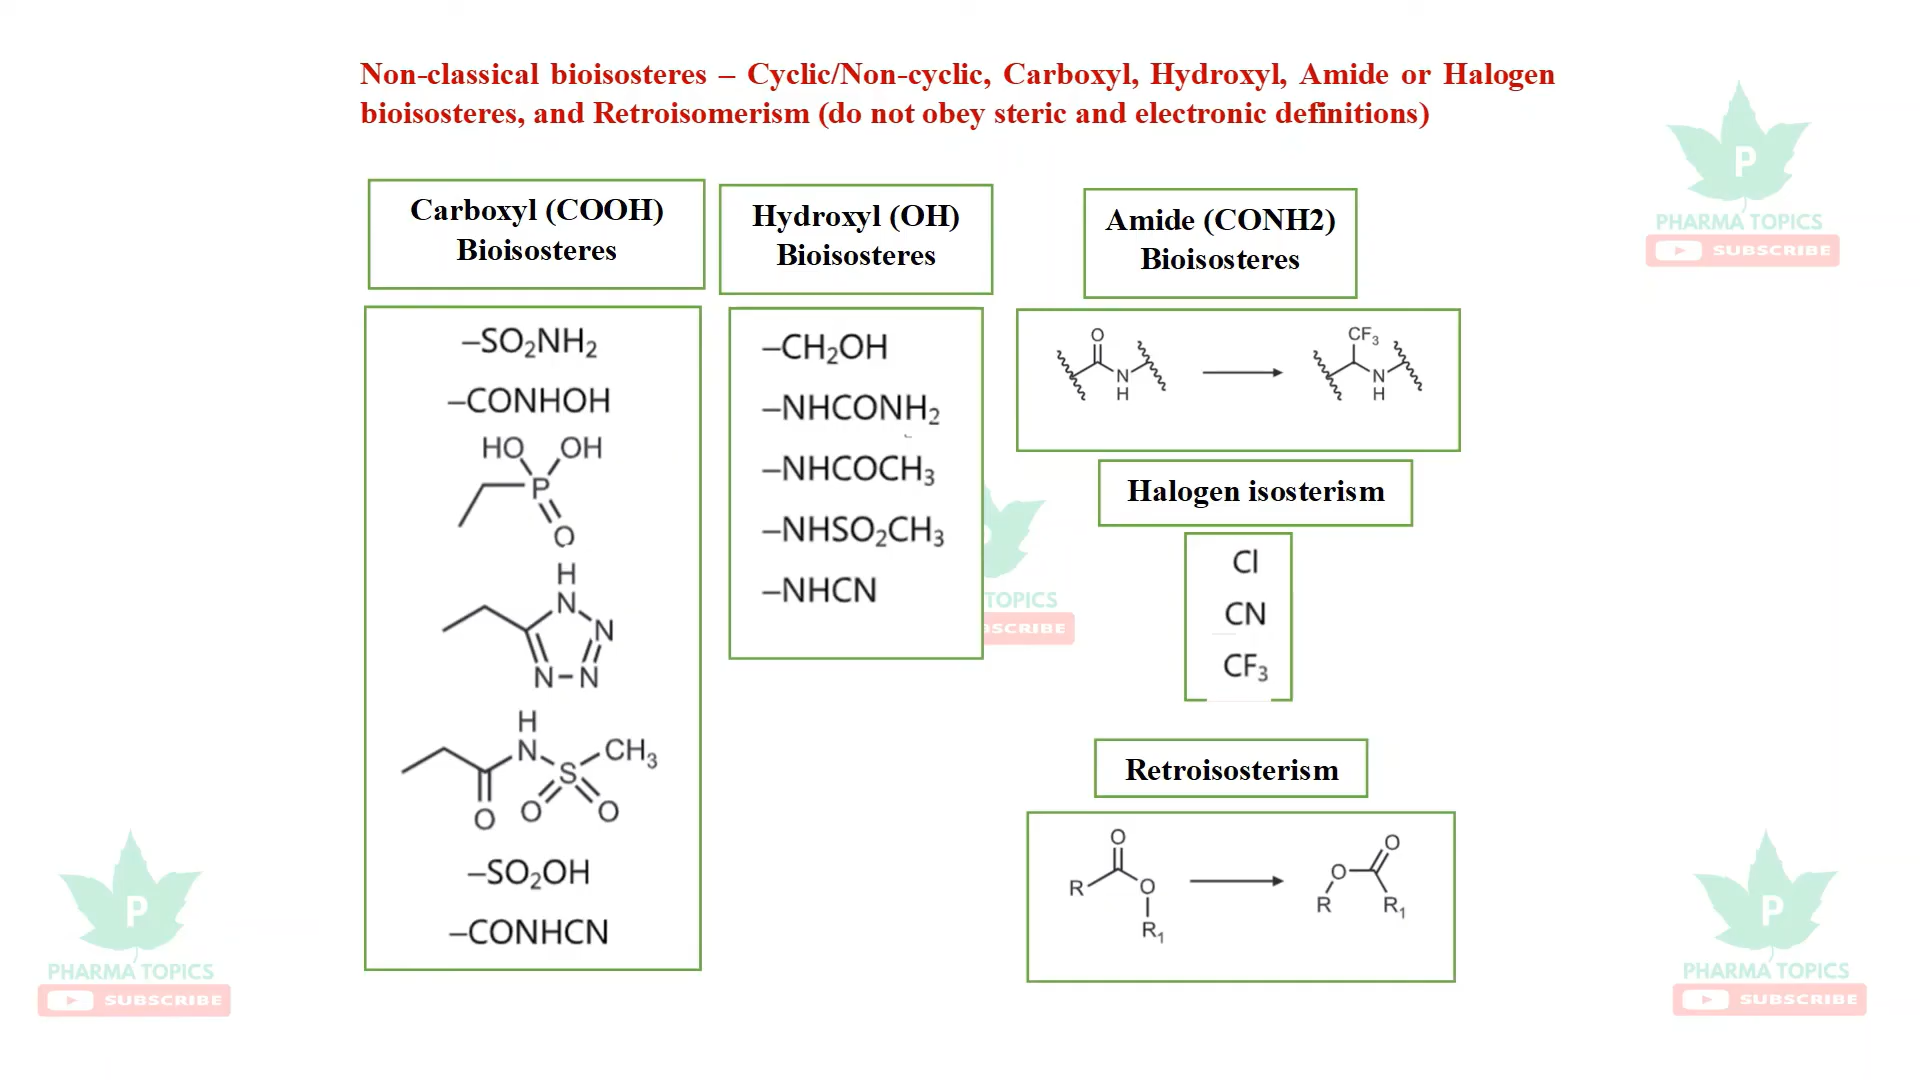 Non-classical bioisosteres – Cyclic/Non-cyclic, Carboxyl, Hydroxyl, Amide or Halogen
bioisosteres, and Retroisomerism (do not obey steric and electronic definitions)
Carboxyl (COOH)
Bioisosteres
–SO₂NH₂
–CONHOH
HO OH
P
O
H
N
N
N–N
H
N
CH₃
S
O O O
–SO₂OH
–CONHCN
Hydroxyl (OH)
Bioisosteres
–CH₂OH
–NHCONH₂
–NHCOCH₃
–NHSO₂CH₃
–NHCN
Amide (CONH2)
Bioisosteres
O
N
H
CF₃
N
H
Halogen isosterism
Cl
CN
CF₃
Retroisosterism
O
R
O
R₁
O
O
R R₁
P
PHARMA TOPICS
SUBSCRIBE
TOPICS
SCRIBE
P
PHARMA TOPICS
SUBSCRIBE
P
PHARMA TOPICS
SUBSCRIBE